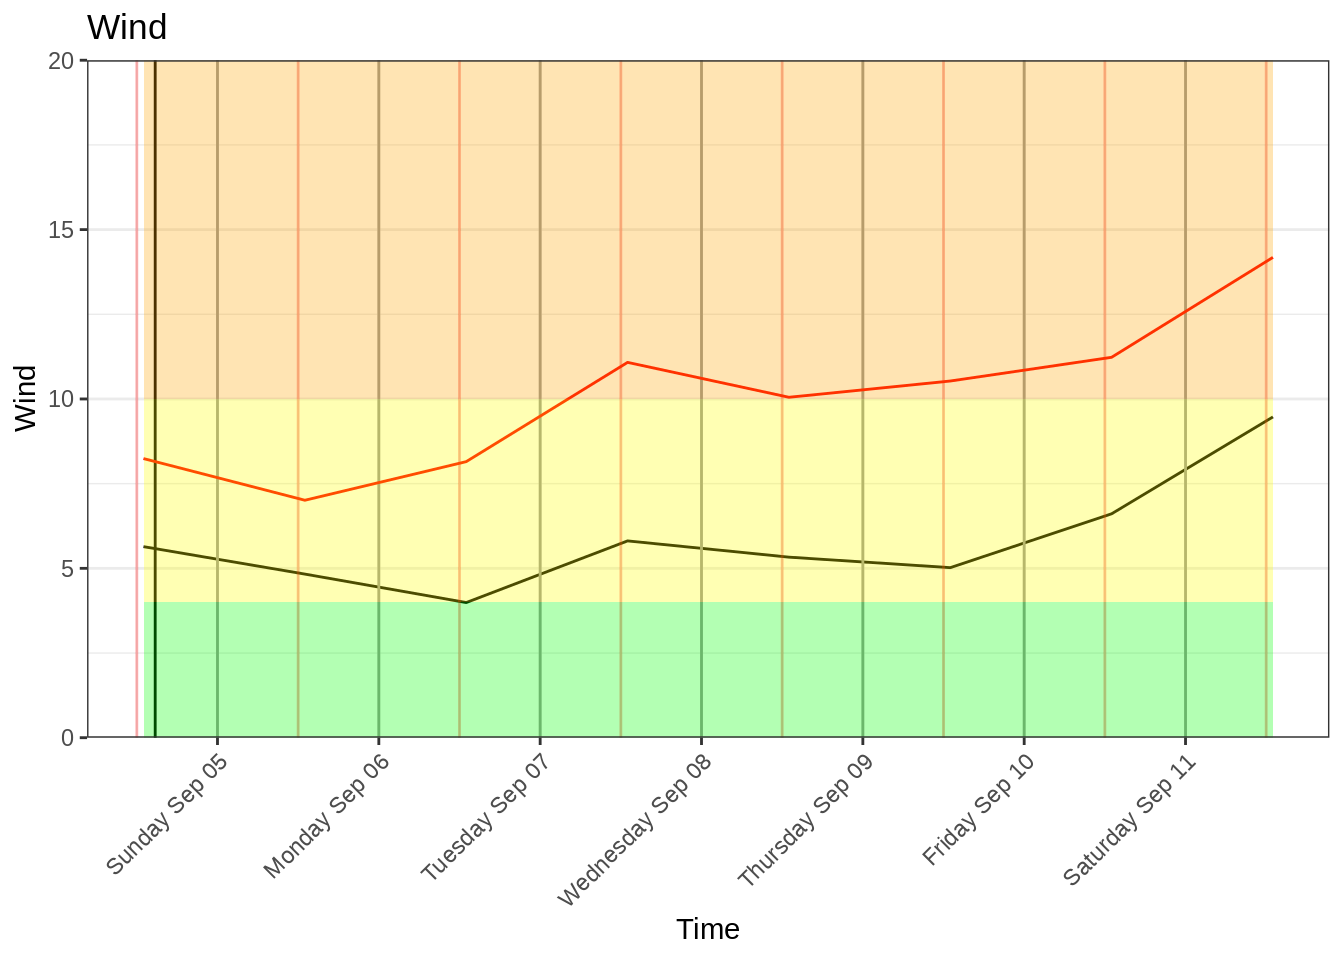 Wind
20
15
10
5
0
Wind
Sunday Sep 05
Monday Sep 06
Tuesday Sep 07
Wednesday Sep 08
Thursday Sep 09
Friday Sep 10
Saturday Sep 11
Time